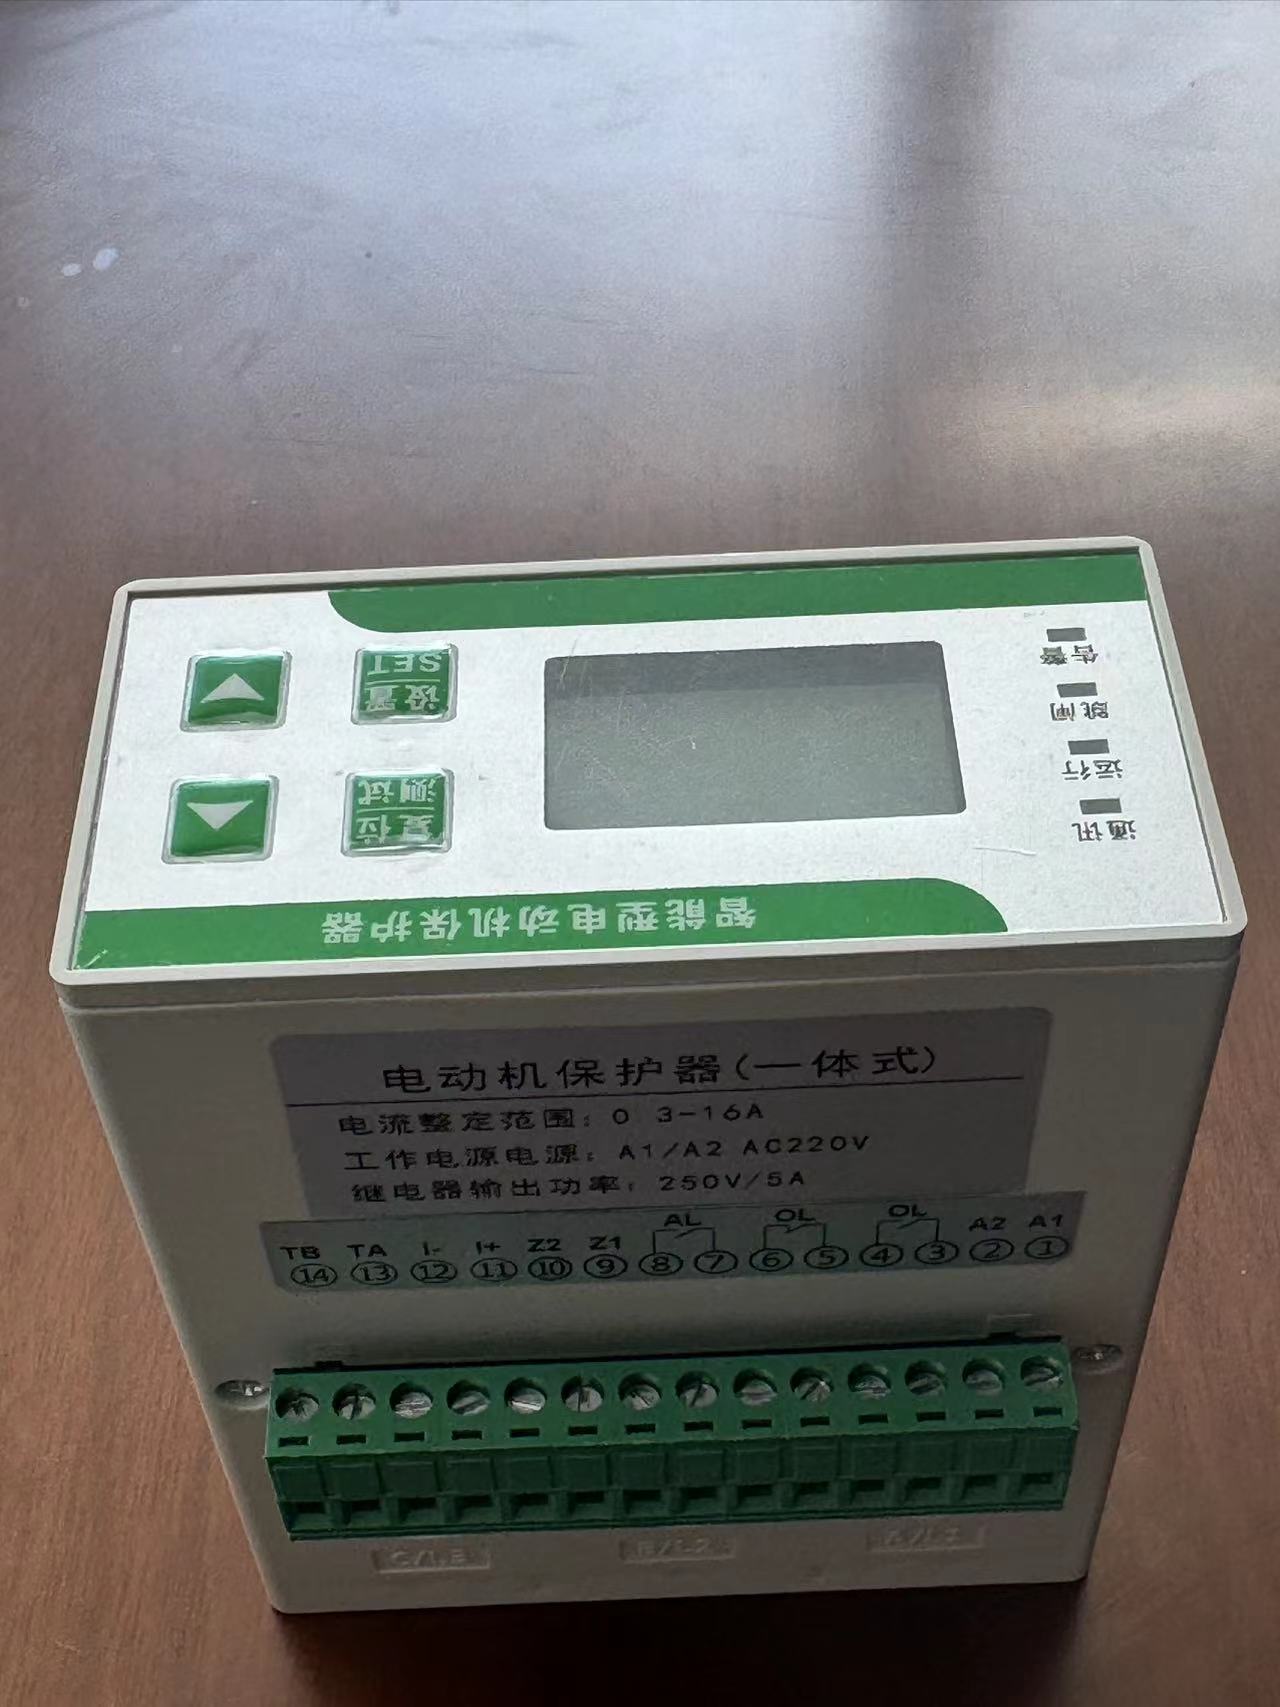 告警
跳闸
运行
通讯
设置
SET
测试
复位
智能型电动机保护器
电动机保护器(一体式)
电流整定范围: 0 3-16A
工作电源电源: A1/A2 AC220V
继电器输出功率: 250V/5A
TB TA I- I+ Z2 Z1 AL OL OL A2 A1
⑭ ⑬ ⑫ ⑪ ⑩ ⑨ ⑧ ⑦ ⑥ ⑤ ④ ③ ② ①
C/L3 B/L2